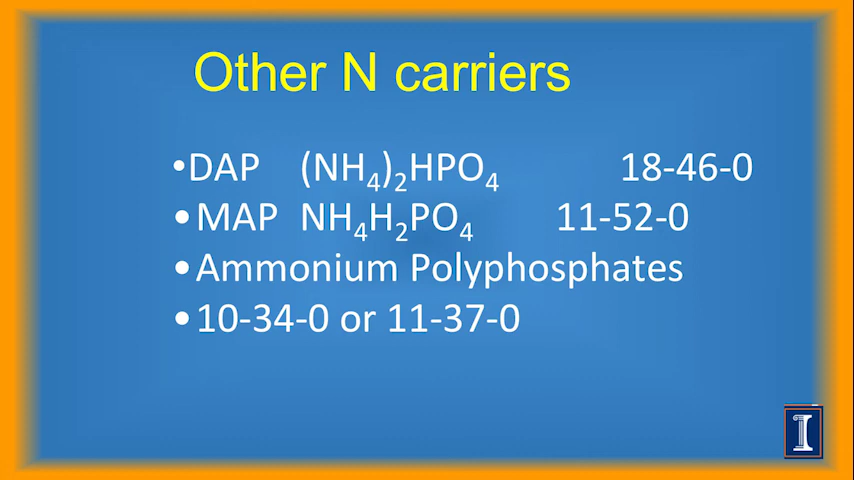 Other N carriers
•DAP (NH₄)₂HPO₄ 18-46-0
•MAP NH₄H₂PO₄ 11-52-0
•Ammonium Polyphosphates
•10-34-0 or 11-37-0
I